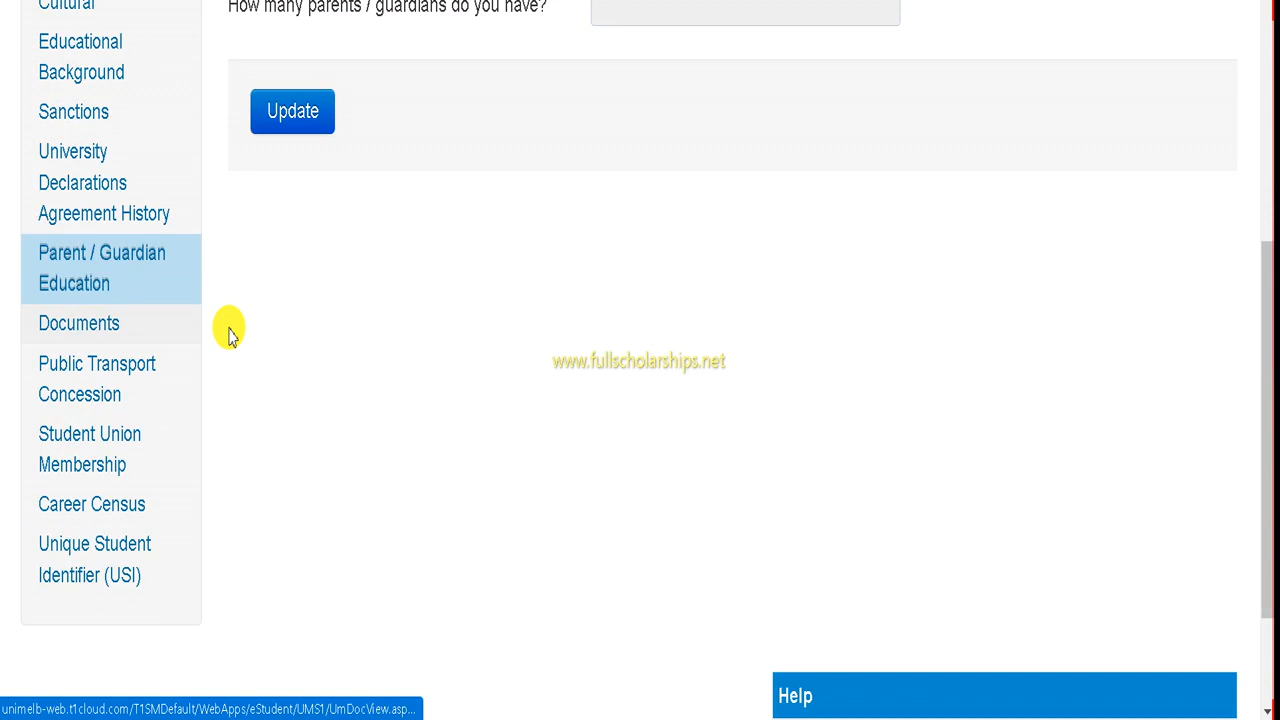 Cultural
How many parents / guardians do you have?
Educational
Background
Update
Sanctions
University
Declarations
Agreement History
Parent / Guardian
Education
Documents
www.fullscholarships.net
Public Transport
Concession
Student Union
Membership
Career Census
Unique Student
Identifier (USI)
Help
unimelb-web.t1cloud.com/T1SMDefault/WebApps/eStudent/UMS1/UmDocView.asp...